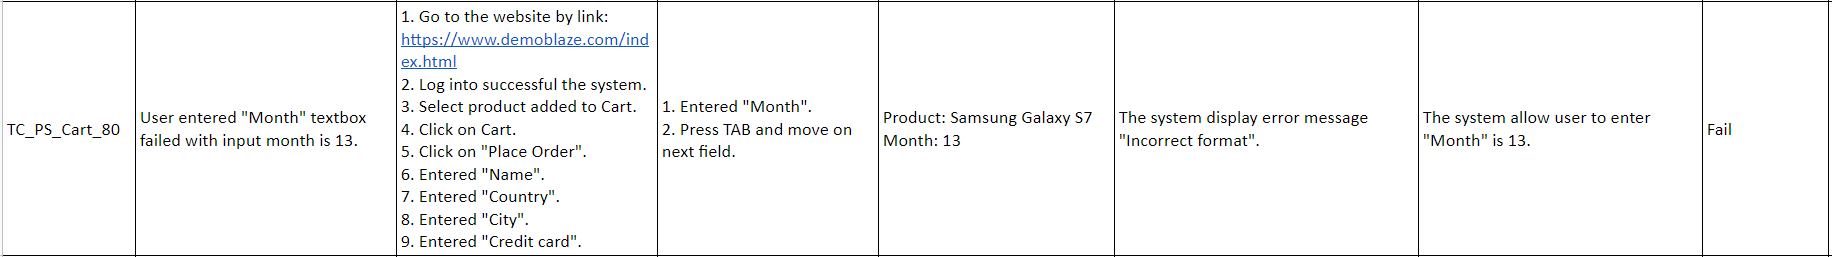 TC_PS_Cart_80
User entered "Month" textbox
failed with input month is 13.
1. Go to the website by link:
https://www.demoblaze.com/ind
ex.html
2. Log into successful the system.
3. Select product added to Cart.
4. Click on Cart.
5. Click on "Place Order".
6. Entered "Name".
7. Entered "Country".
8. Entered "City".
9. Entered "Credit card".
1. Entered "Month".
2. Press TAB and move on
next field.
Product: Samsung Galaxy S7
Month: 13
The system display error message
"Incorrect format".
The system allow user to enter
"Month" is 13.
Fail